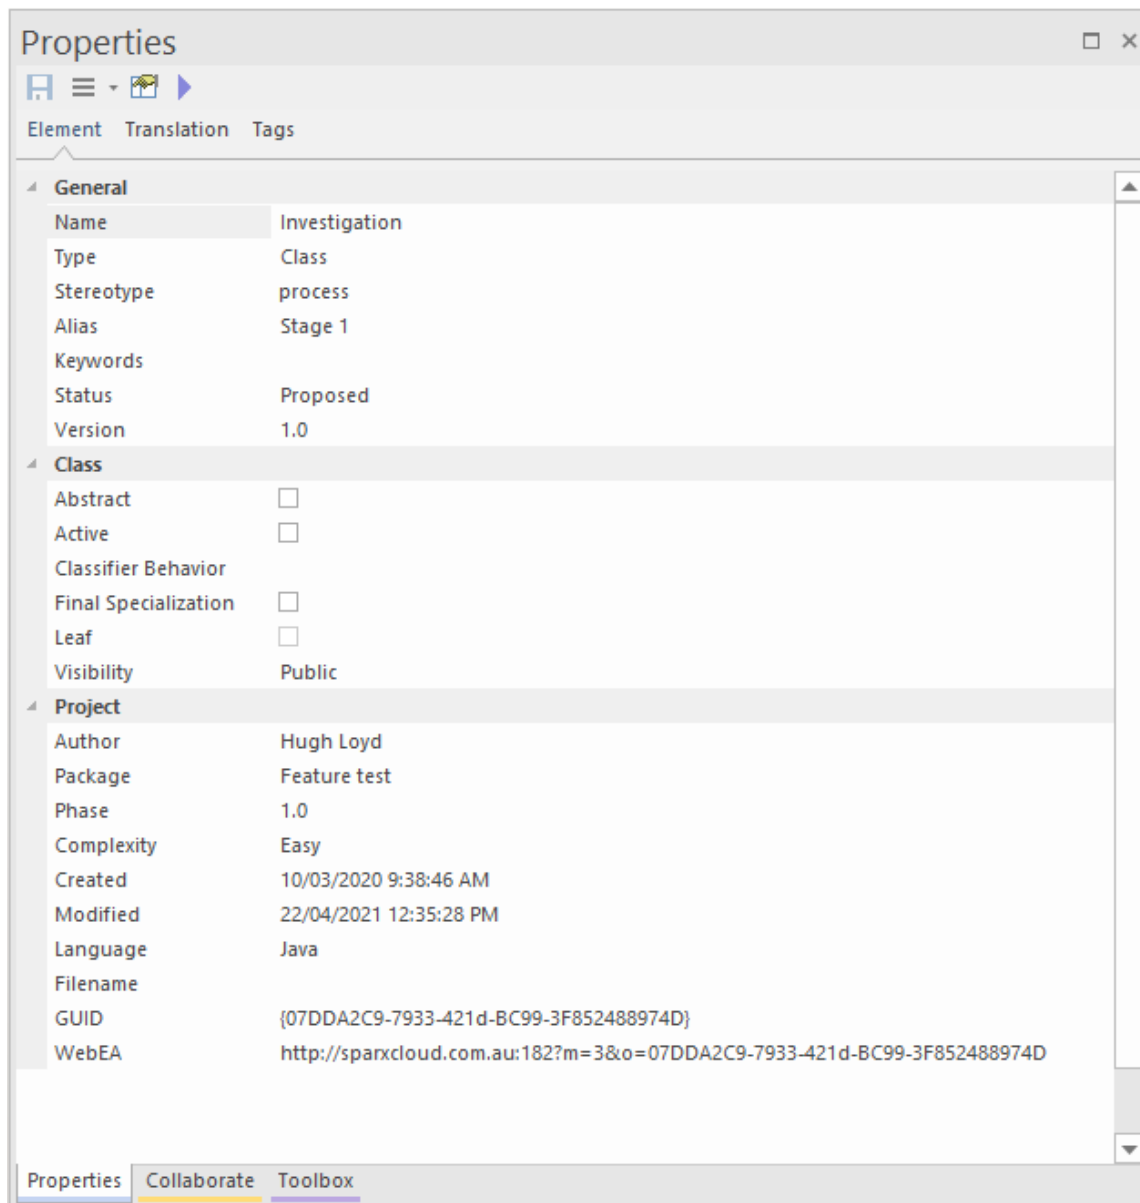 Properties
Element Translation Tags
General
Name Investigation
Type Class
Stereotype process
Alias Stage 1
Keywords
Status Proposed
Version 1.0
Class
Abstract
Active
Classifier Behavior
Final Specialization
Leaf
Visibility Public
Project
Author Hugh Loyd
Package Feature test
Phase 1.0
Complexity Easy
Created 10/03/2020 9:38:46 AM
Modified 22/04/2021 12:35:28 PM
Language Java
Filename
GUID {07DDA2C9-7933-421d-BC99-3F852488974D}
WebEA http://sparxcloud.com.au:182?m=3&o=07DDA2C9-7933-421d-BC99-3F852488974D
Properties Collaborate Toolbox